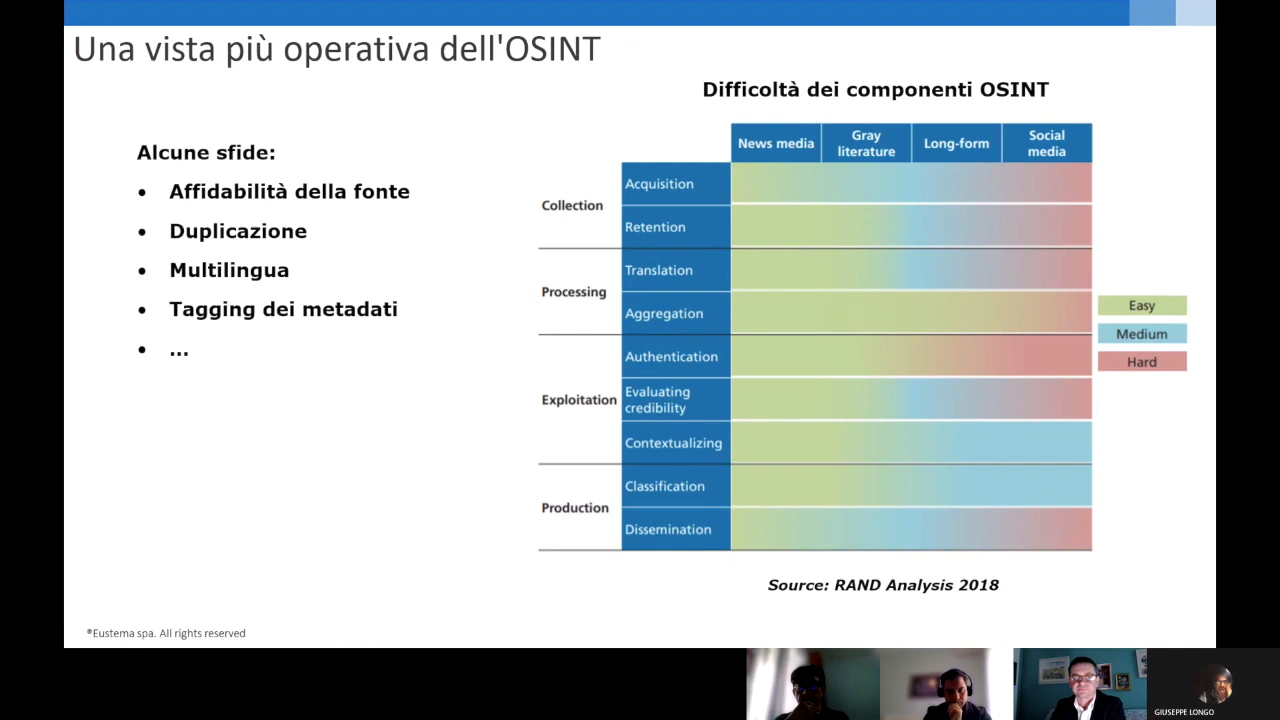 Una vista più operativa dell'OSINT
Difficoltà dei componenti OSINT
Alcune sfide:
• Affidabilità della fonte
• Duplicazione
• Multilingua
• Tagging dei metadati
• ...
News media
Gray
literature
Long-form
Social
media
Collection
Acquisition
Retention
Processing
Translation
Aggregation
Exploitation
Authentication
Evaluating
credibility
Contextualizing
Production
Classification
Dissemination
Easy
Medium
Hard
Source: RAND Analysis 2018
®Eustema spa. All rights reserved
GIUSEPPE LONGO